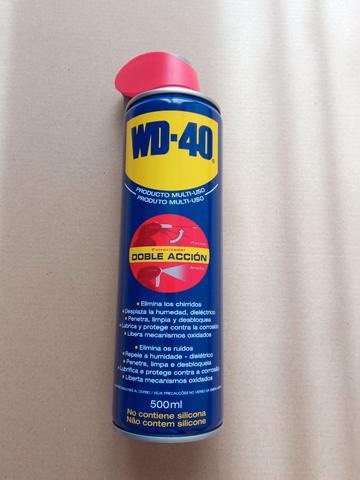 WD-40®
PRODUCTO MULTI-USO
PRODUTO MULTI-USO
Pulverizador
DOBLE ACCIÓN
• Elimina los chirridos
• Desplaza la humedad, dieléctrico
• Penetra, limpia y desbloquea
• Lubrica y protege contra la corrosión
• Libera mecanismos oxidados
• Elimina os ruídos
• Repele a humidade - dielétrico
• Penetra, limpa e desbloqueia
• Lubrifica e protege contra a corrosão
• Liberta mecanismos oxidados
500ml
No contiene silicona
Não contem silicone